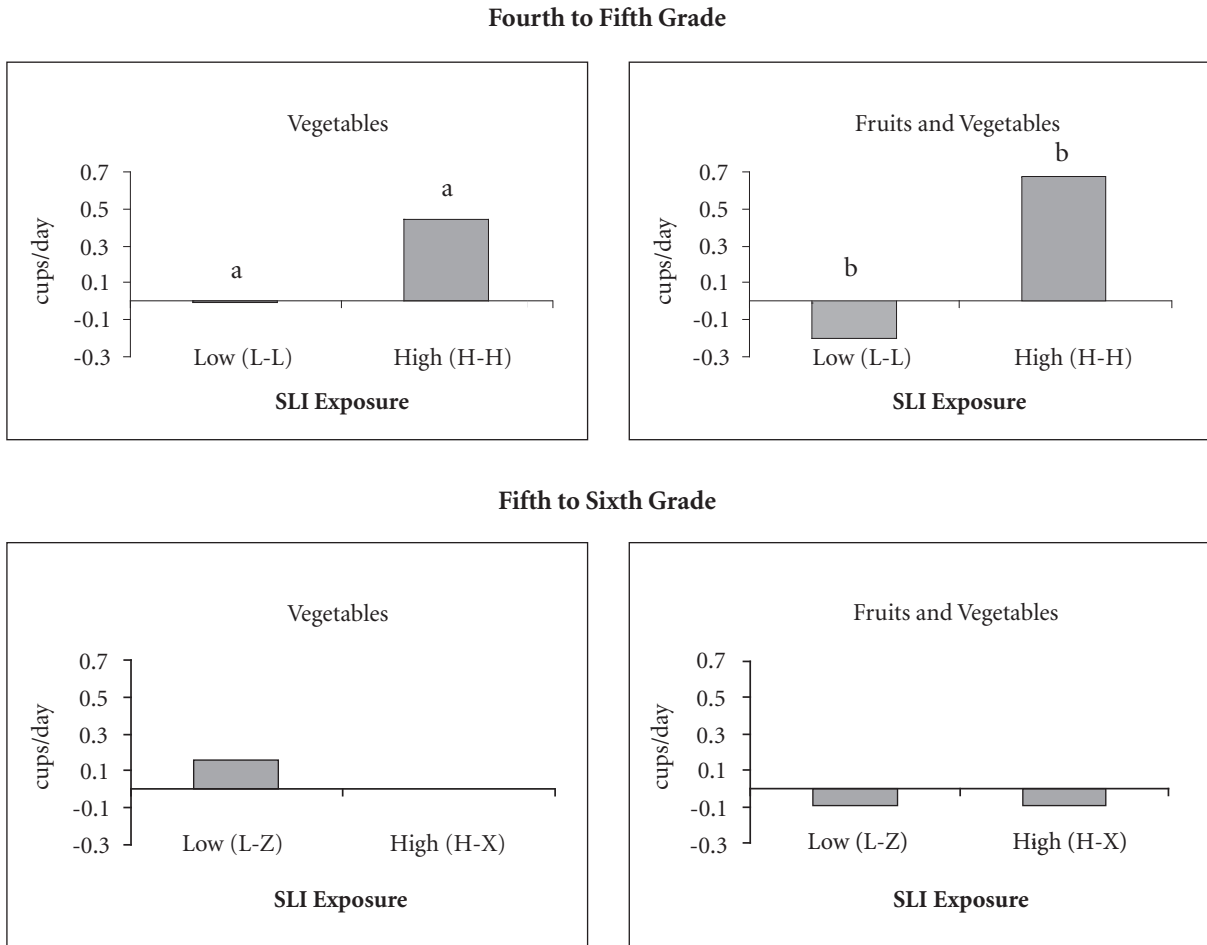 Fourth to Fifth Grade
Vegetables
0.7
0.5
0.3
0.1
-0.1
-0.3
cups/day
a
a
Low (L-L)
High (H-H)
SLI Exposure
Fruits and Vegetables
0.7
0.5
0.3
0.1
-0.1
-0.3
cups/day
b
b
Low (L-L)
High (H-H)
SLI Exposure
Fifth to Sixth Grade
Vegetables
0.7
0.5
0.3
0.1
-0.1
-0.3
cups/day
Low (L-Z)
High (H-X)
SLI Exposure
Fruits and Vegetables
0.7
0.5
0.3
0.1
-0.1
-0.3
cups/day
Low (L-Z)
High (H-X)
SLI Exposure